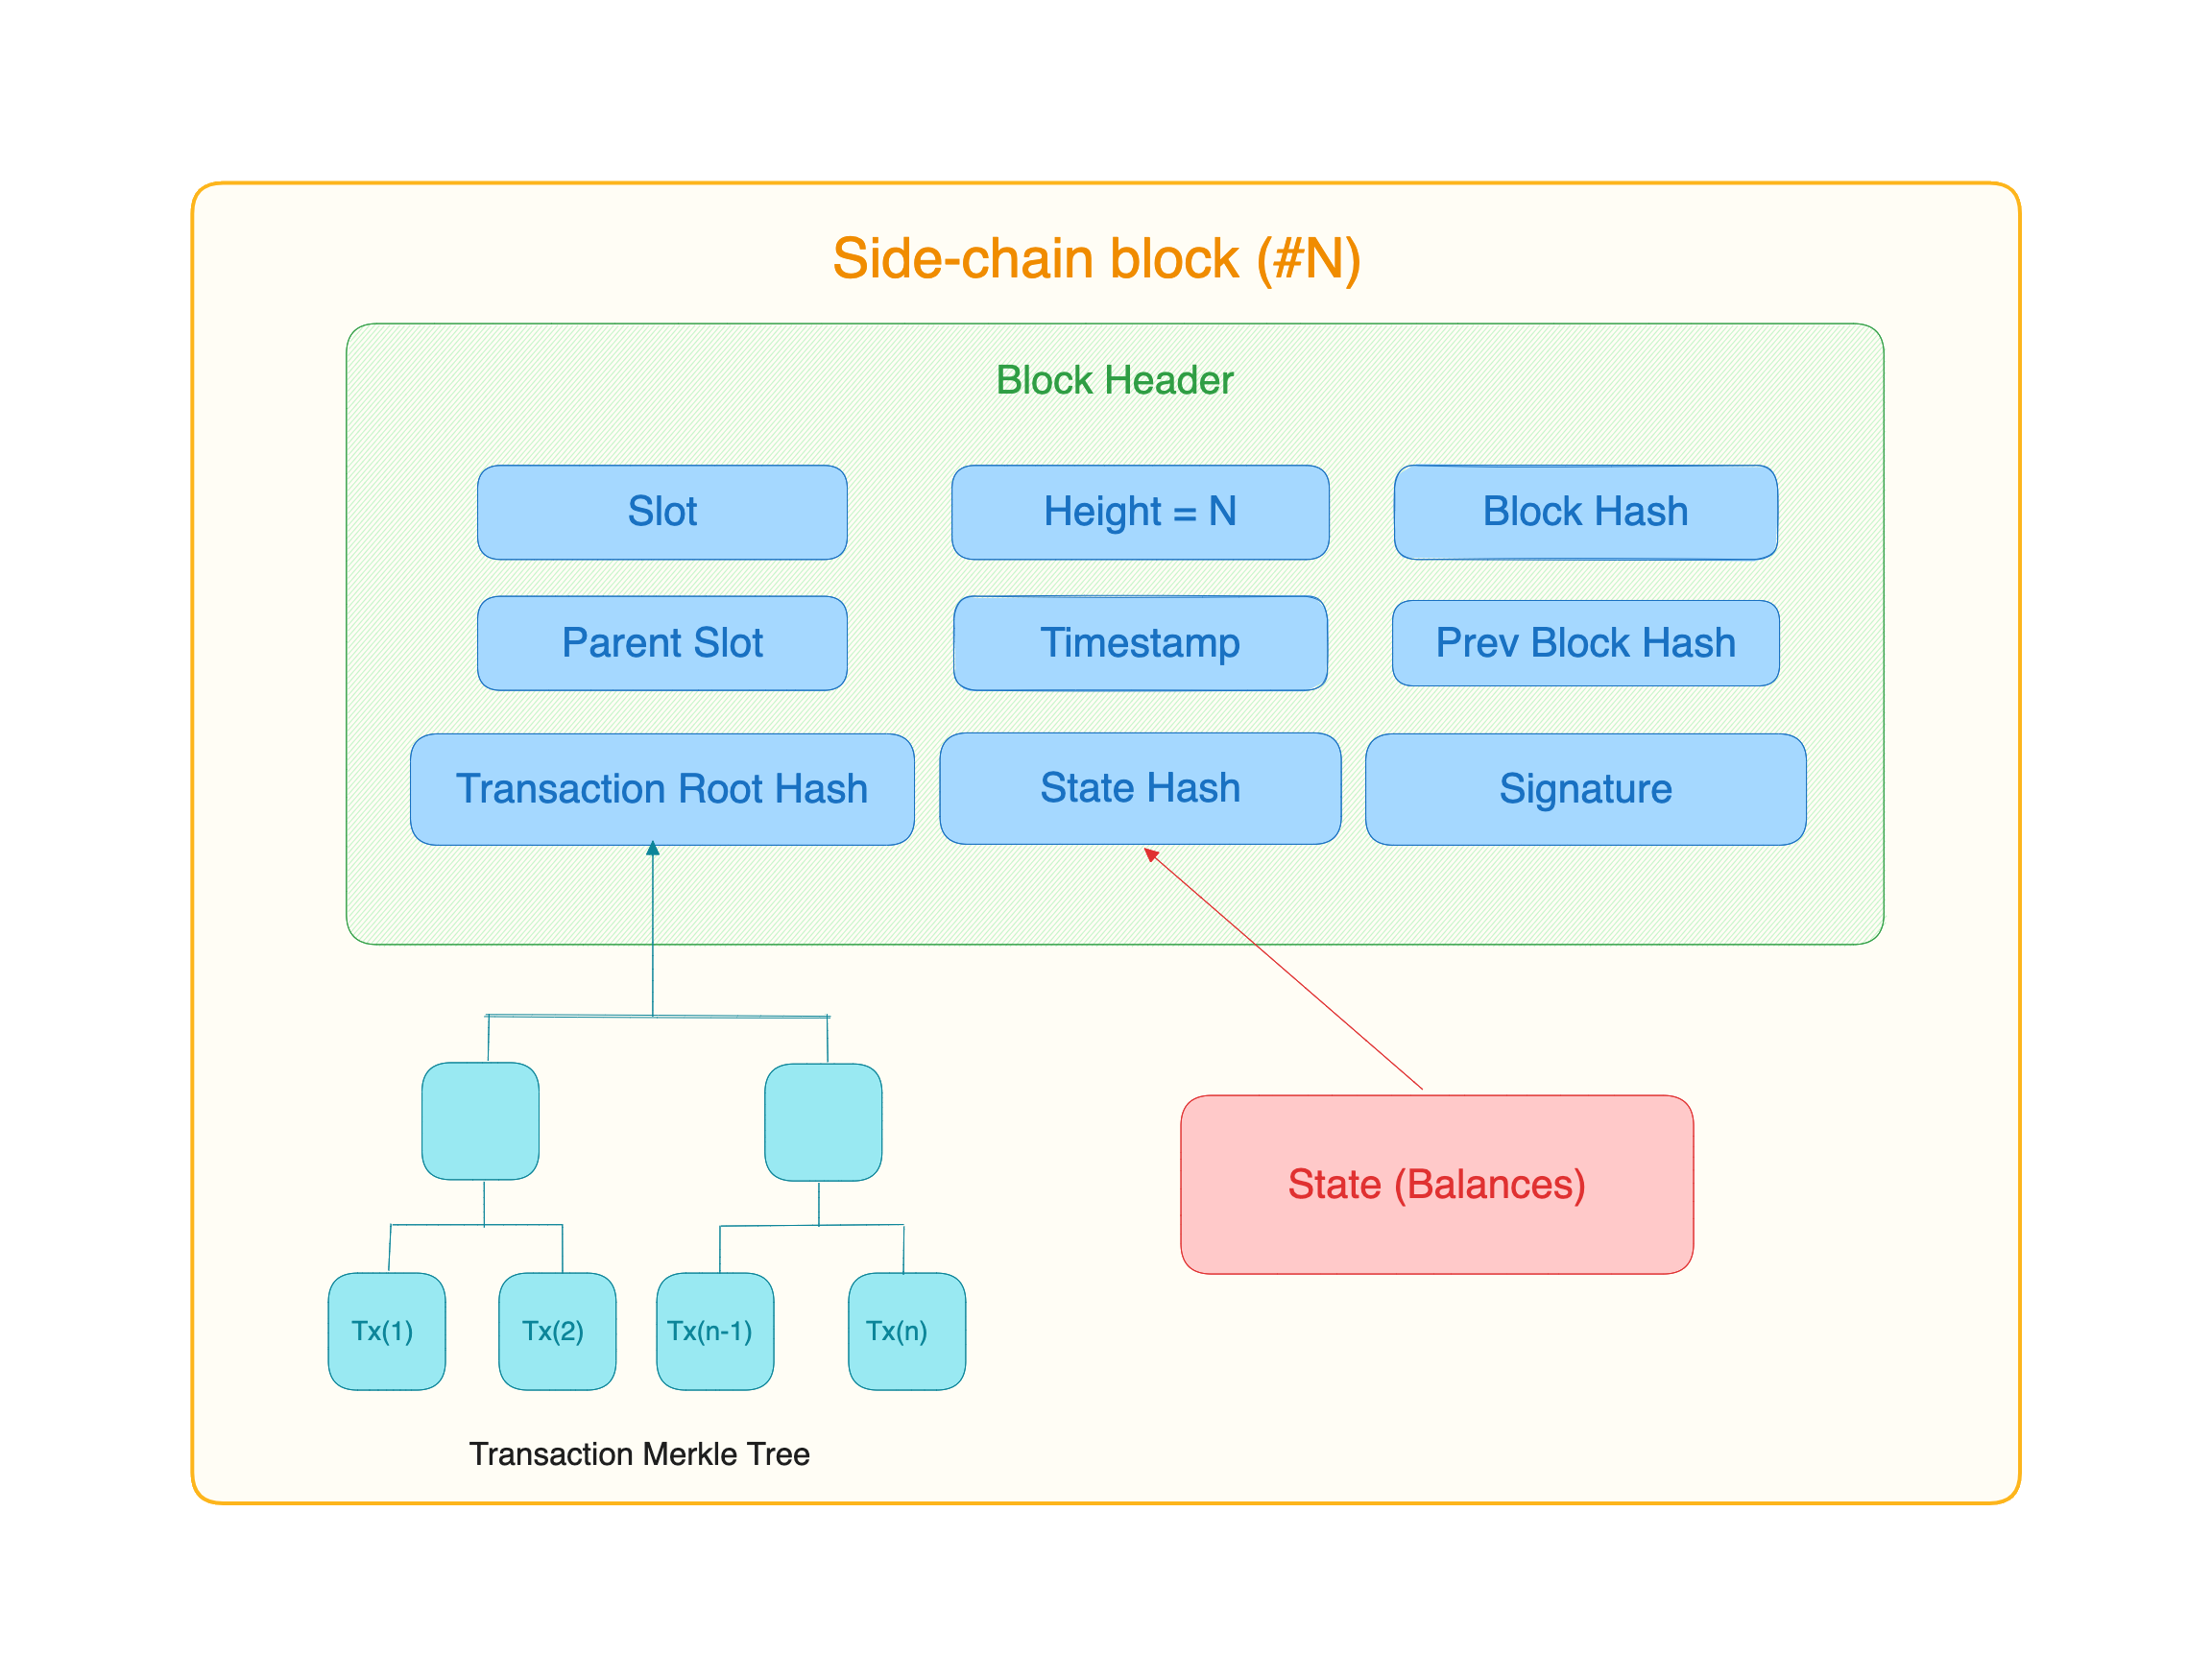 Side-chain block (#N)
Block Header
Slot
Height = N
Block Hash
Parent Slot
Timestamp
Prev Block Hash
Transaction Root Hash
State Hash
Signature
State (Balances)
Tx(1)
Tx(2)
Tx(n-1)
Tx(n)
Transaction Merkle Tree